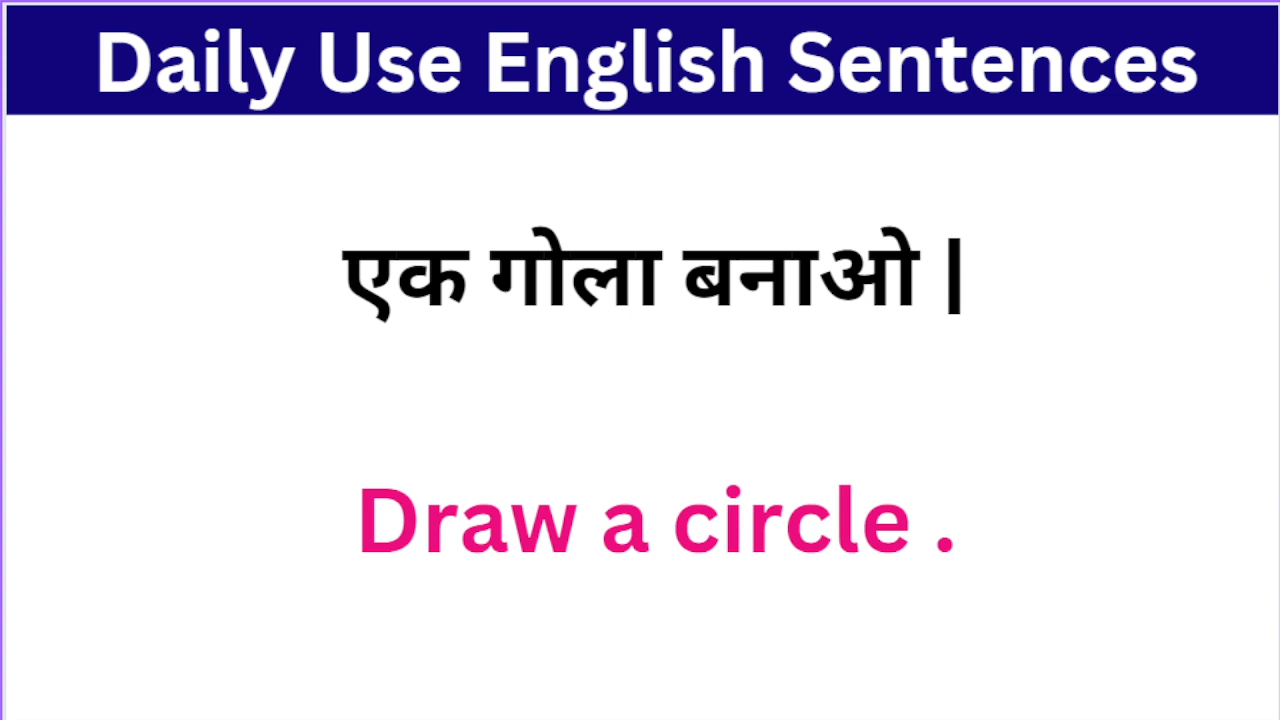 Daily Use English Sentences
एक गोला बनाओ |
Draw a circle .